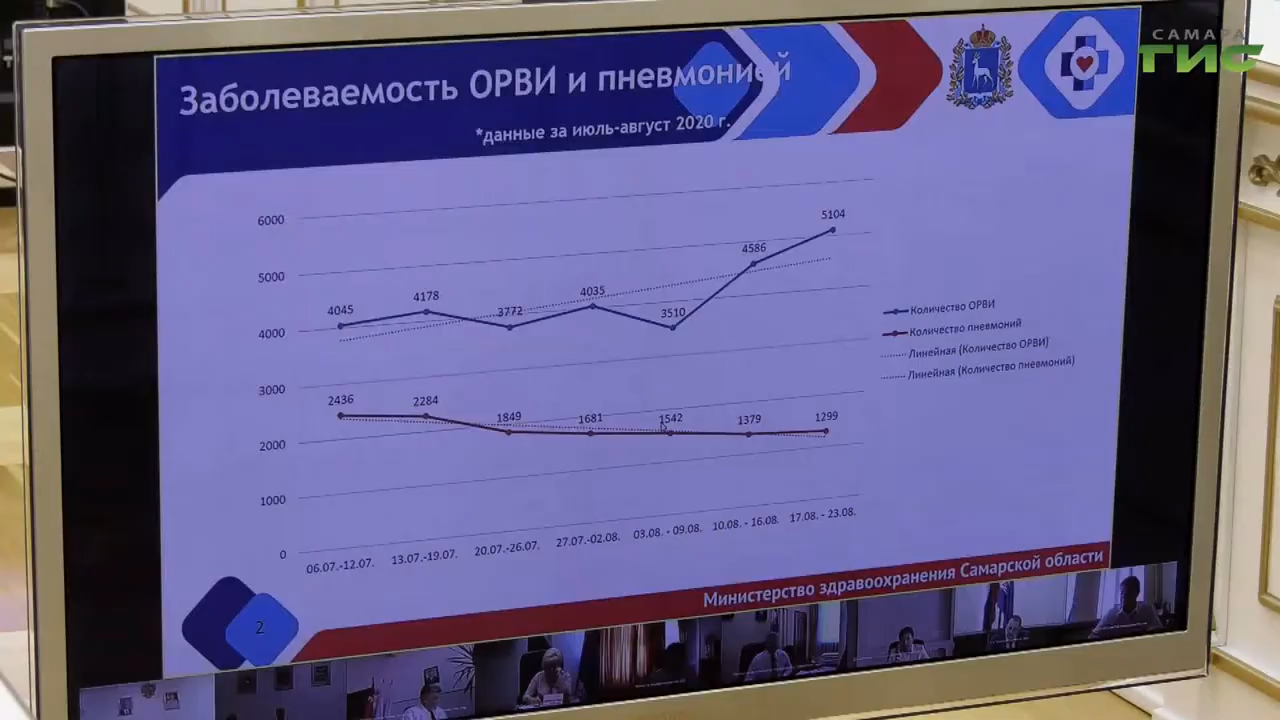 САМАРА
ГИС
Заболеваемость ОРВИ и пневмонией
*данные за июль-август 2020 г.
6000
5000
4000
3000
2000
1000
0
4045
4178
3772
4035
3510
4586
5104
2436
2284
1849
1681
1542
1379
1299
06.07.-12.07.
13.07.-19.07.
20.07.-26.07.
27.07.-02.08.
03.08. - 09.08.
10.08. - 16.08.
17.08. - 23.08.
Количество ОРВИ
Количество пневмоний
Линейная (Количество ОРВИ)
Линейная (Количество пневмоний)
Министерство здравоохранения Самарской области
2